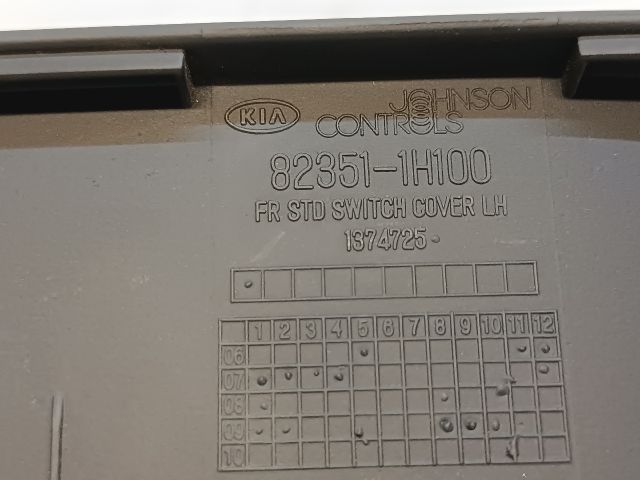 KIA JOHNSON
CONTROLS
82351-1H100
FR STD SWITCH COVER LH
1374725
1 2 3 4 5 6 7 8 9 10 11 12
06
07
08
09
10